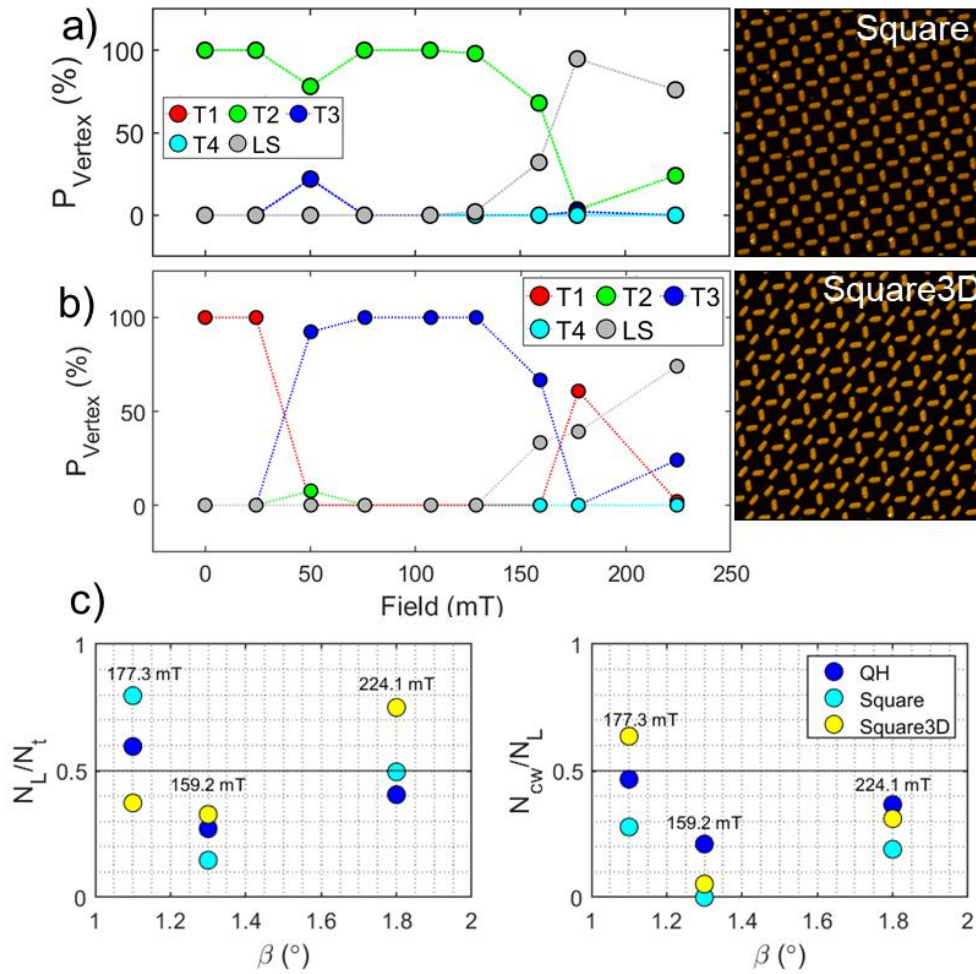 a)
Square
100
50
0
P_Vertex (%)
T1 T2 T3
T4 LS
b)
Square3D
100
50
0
P_Vertex (%)
T1 T2 T3
T4 LS
0 50 100 150 200 250
Field (mT)
c)
1
0.5
0
N_L/N_t
177.3 mT
159.2 mT
224.1 mT
1 1.2 1.4 1.6 1.8 2
β (°)
1
0.5
0
N_cw/N_L
QH
Square
Square3D
177.3 mT
159.2 mT
224.1 mT
1 1.2 1.4 1.6 1.8 2
β (°)